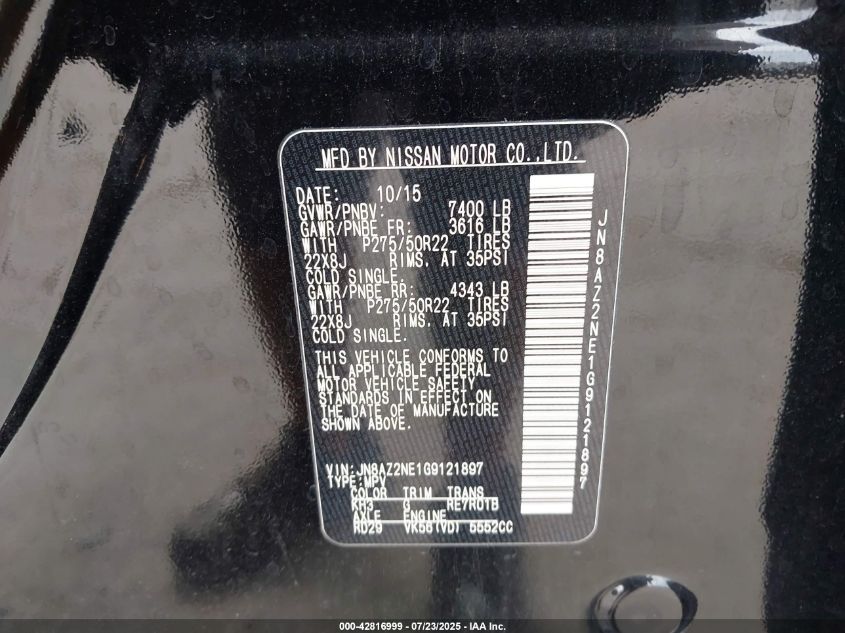 MFD BY NISSAN MOTOR CO.,LTD.
DATE: 10/15
GVWR/PNBV: 7400 LB
GAWR/PNBE FR: 3616 LB
WITH P275/50R22 TIRES
22X8J RIMS. AT 35PSI
COLD SINGLE.
GAWR/PNBE RR: 4343 LB
WITH P275/50R22 TIRES
22X8J RIMS. AT 35PSI
COLD SINGLE.
THIS VEHICLE CONFORMS TO
ALL APPLICABLE FEDERAL
MOTOR VEHICLE SAFETY
STANDARDS IN EFFECT ON
THE DATE OF MANUFACTURE
SHOWN ABOVE.
VIN:JN8AZ2NE1G9121897
TYPE:MPV
COLOR TRIM TRANS
KH3 G RE7R01B
AXLE ENGINE
RD29 VK56(VD) 5552CC
JN8AZ2NE1G9121897
000-42816999 - 07/23/2025 - IAA Inc.